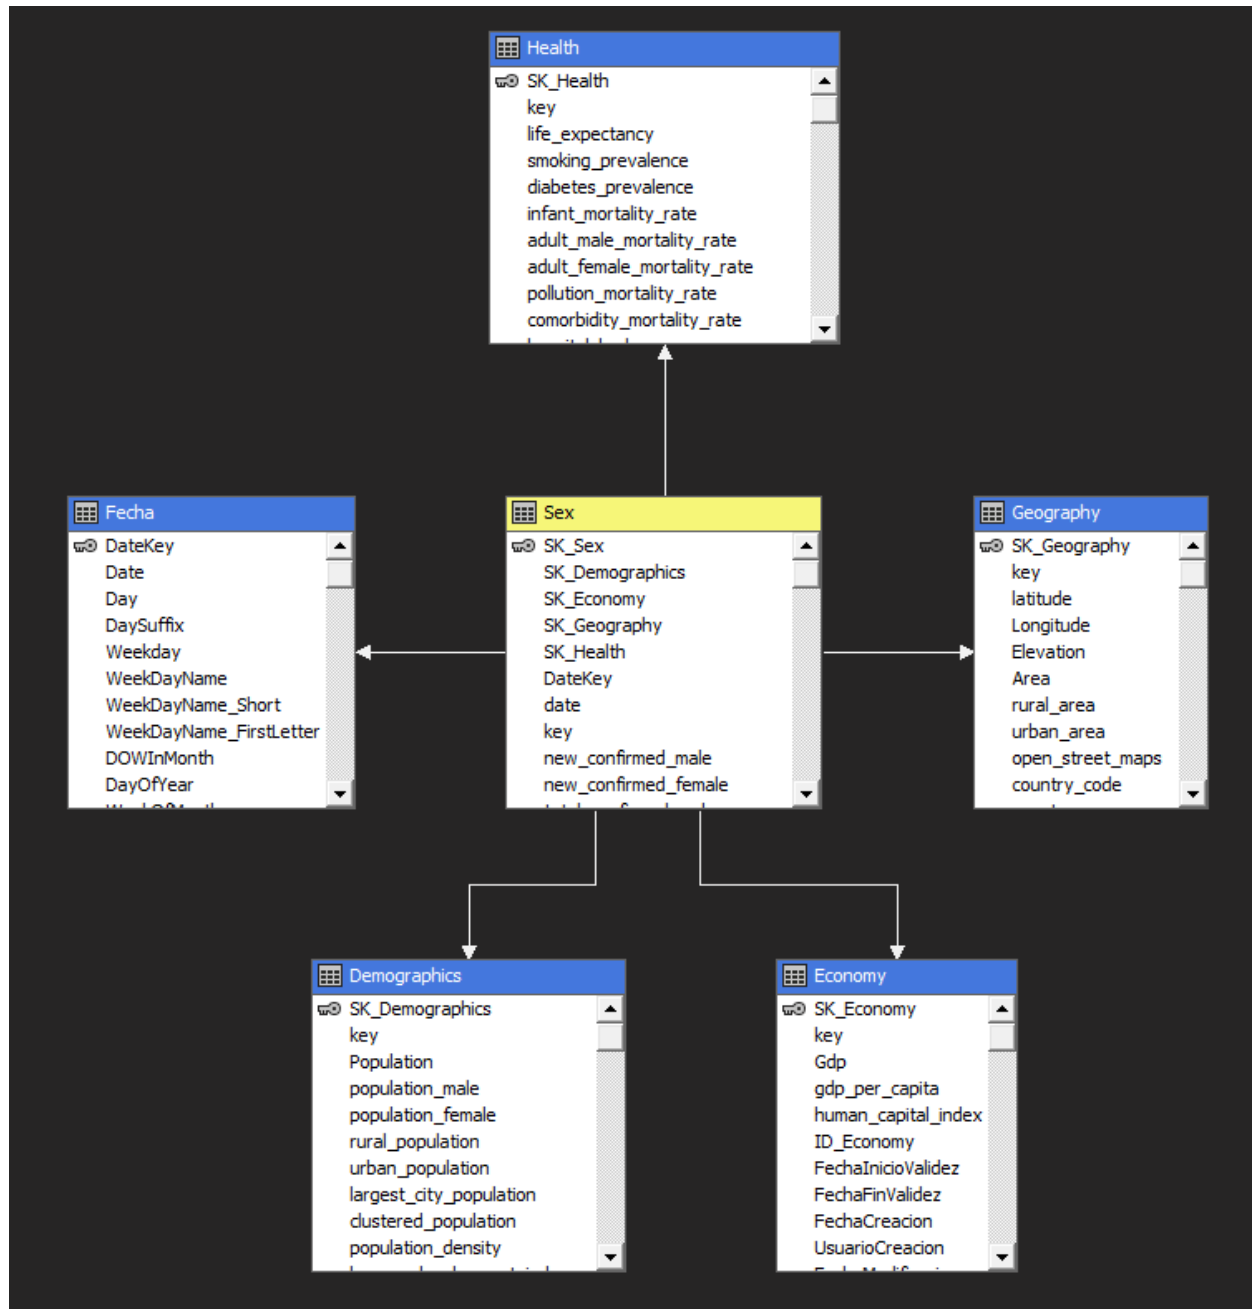 Health
SK_Health
key
life_expectancy
smoking_prevalence
diabetes_prevalence
infant_mortality_rate
adult_male_mortality_rate
adult_female_mortality_rate
pollution_mortality_rate
comorbidity_mortality_rate
Fecha
DateKey
Date
Day
DaySuffix
Weekday
WeekDayName
WeekDayName_Short
WeekDayName_FirstLetter
DOWInMonth
DayOfYear
Sex
SK_Sex
SK_Demographics
SK_Economy
SK_Geography
SK_Health
DateKey
date
key
new_confirmed_male
new_confirmed_female
Geography
SK_Geography
key
latitude
Longitude
Elevation
Area
rural_area
urban_area
open_street_maps
country_code
Demographics
SK_Demographics
key
Population
population_male
population_female
rural_population
urban_population
largest_city_population
clustered_population
population_density
Economy
SK_Economy
key
Gdp
gdp_per_capita
human_capital_index
ID_Economy
FechaInicioValidez
FechaFinValidez
FechaCreacion
UsuarioCreacion